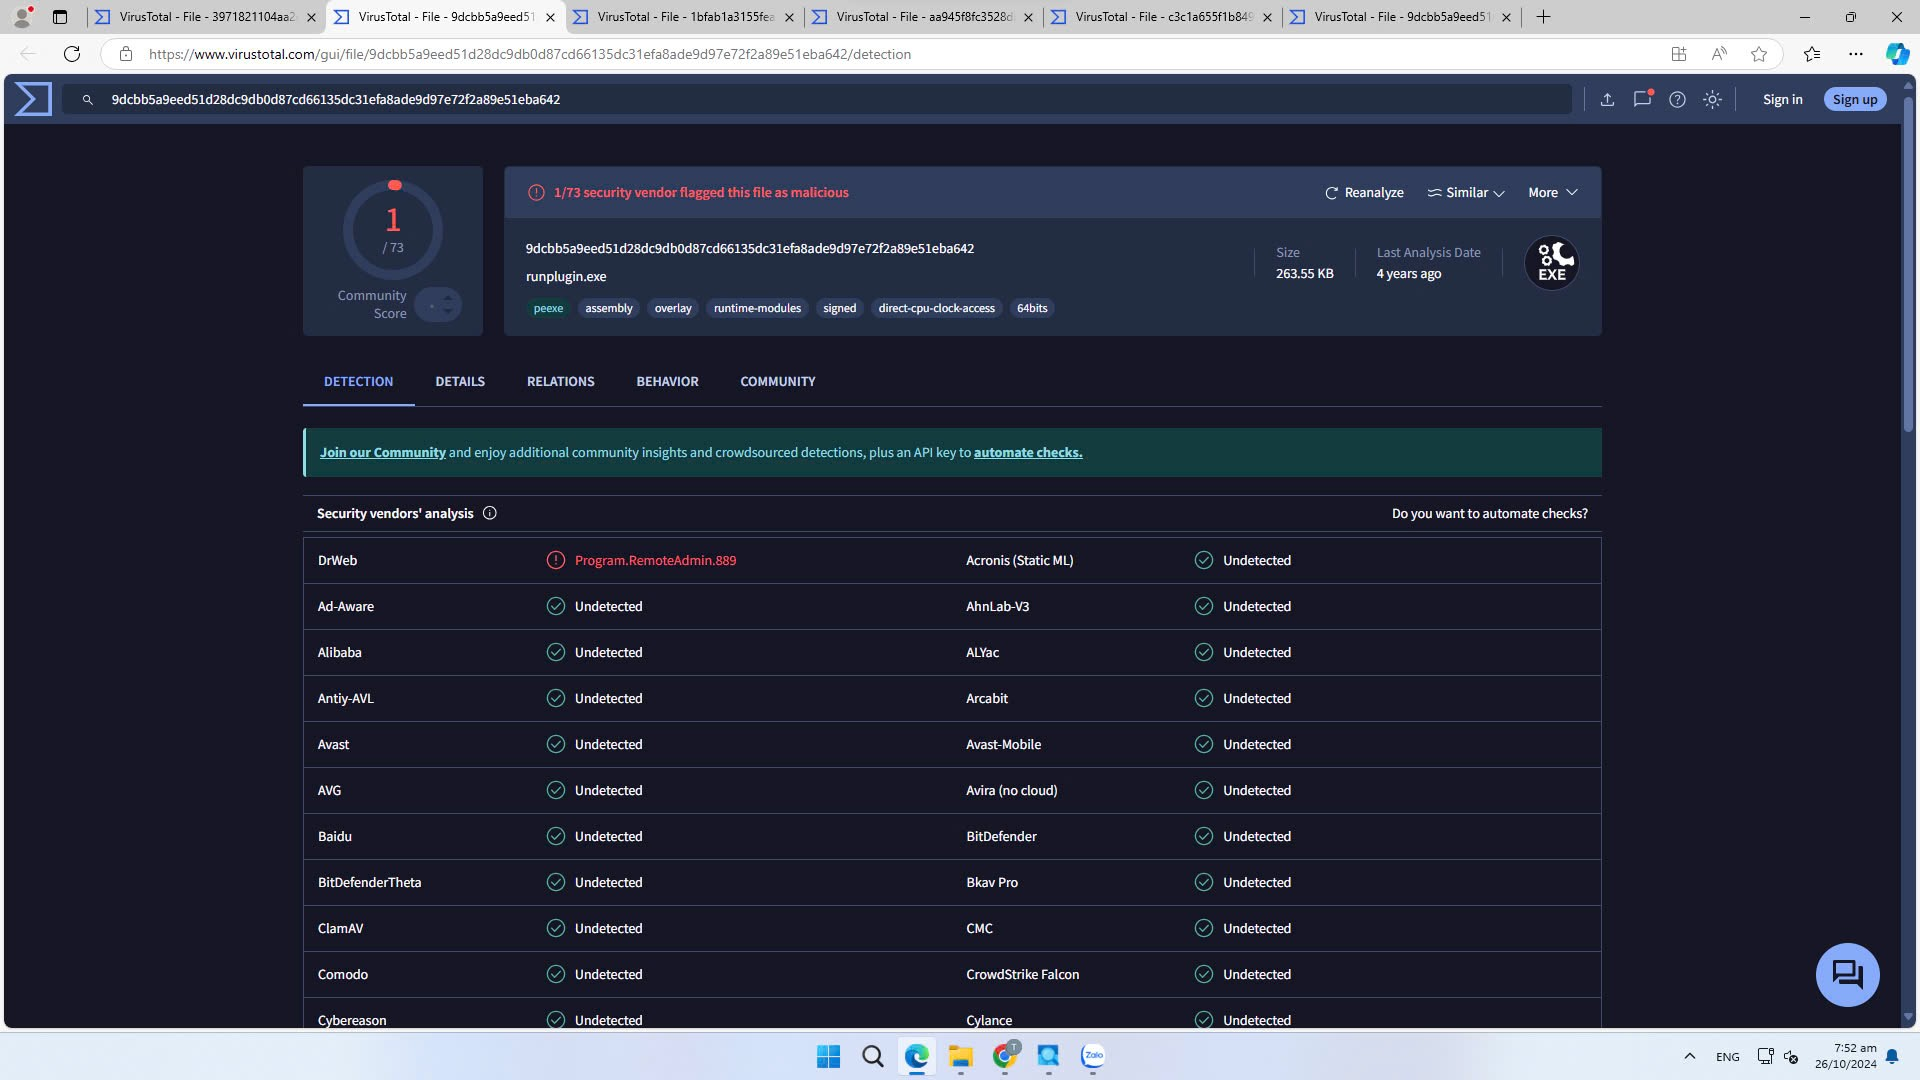 VirusTotal - File - 3971821104aa2
VirusTotal - File - 9dcbb5a9eed51
VirusTotal - File - 1bfab1a3155fea
VirusTotal - File - aa945f8fc3528d
VirusTotal - File - c3c1a655f1b849
VirusTotal - File - 9dcbb5a9eed51
https://www.virustotal.com/gui/file/9dcbb5a9eed51d28dc9db0d87cd66135dc31efa8ade9d97e72f2a89e51eba642/detection
9dcbb5a9eed51d28dc9db0d87cd66135dc31efa8ade9d97e72f2a89e51eba642
Sign in
Sign up
1
/ 73
Community
Score
1/73 security vendor flagged this file as malicious
Reanalyze
Similar
More
9dcbb5a9eed51d28dc9db0d87cd66135dc31efa8ade9d97e72f2a89e51eba642
runplugin.exe
peexe
assembly
overlay
runtime-modules
signed
direct-cpu-clock-access
64bits
Size
263.55 KB
Last Analysis Date
4 years ago
EXE
DETECTION
DETAILS
RELATIONS
BEHAVIOR
COMMUNITY
Join our Community and enjoy additional community insights and crowdsourced detections, plus an API key to automate checks.
Security vendors' analysis
Do you want to automate checks?
DrWeb Program.RemoteAdmin.889 Acronis (Static ML) Undetected
Ad-Aware Undetected AhnLab-V3 Undetected
Alibaba Undetected ALYac Undetected
Antiy-AVL Undetected Arcabit Undetected
Avast Undetected Avast-Mobile Undetected
AVG Undetected Avira (no cloud) Undetected
Baidu Undetected BitDefender Undetected
BitDefenderTheta Undetected Bkav Pro Undetected
ClamAV Undetected CMC Undetected
Comodo Undetected CrowdStrike Falcon Undetected
Cybereason Undetected Cylance Undetected
T
Zalo
ENG
7:52 am
26/10/2024